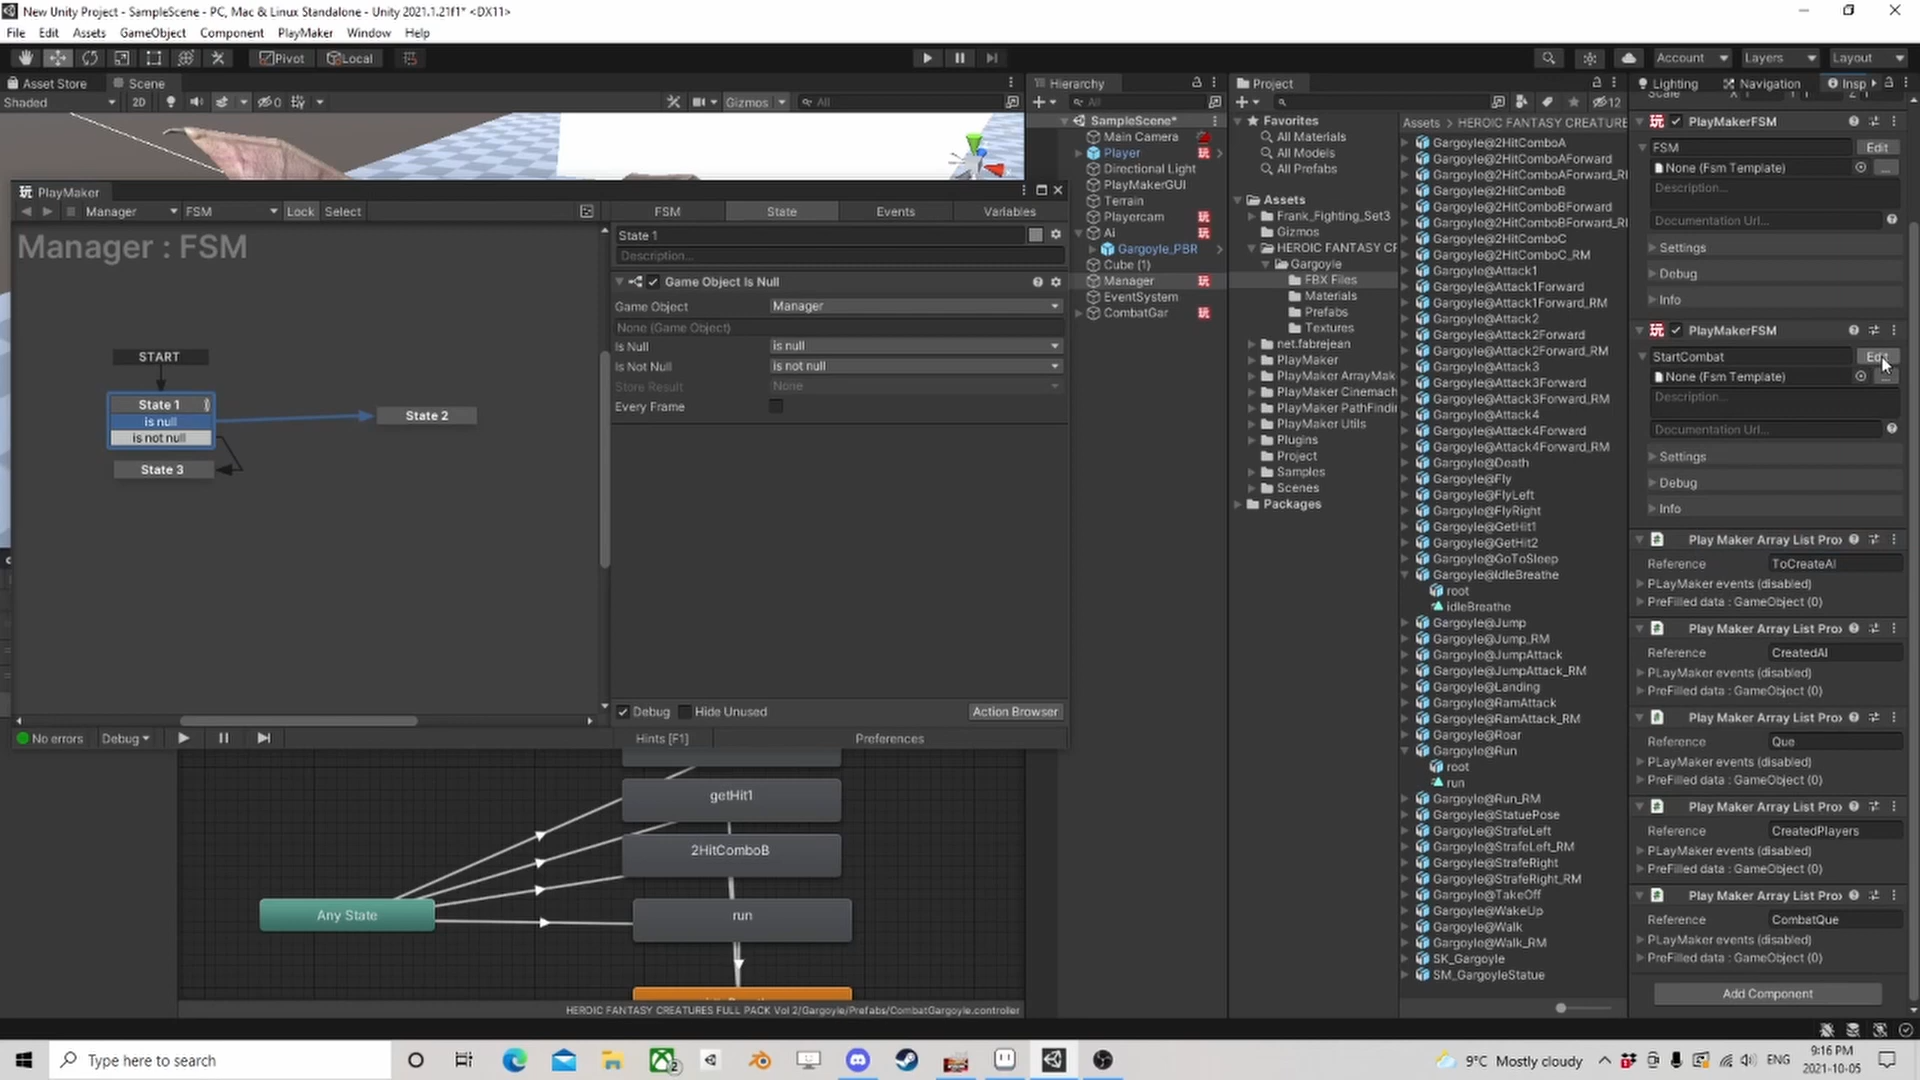 New Unity Project - SampleScene - PC, Mac & Linux Standalone - Unity 2021.1.21f1* <DX11>
File Edit Assets GameObject Component PlayMaker Window Help
Pivot Local
Account Layers Layout
Asset Store Scene
Shaded 2D 0 Gizmos All
Hierarchy
All
SampleScene*
Main Camera
Player
Directional Light
PlayMakerGUI
Terrain
Playercam
Ai
Gargoyle_PBR
Cube (1)
Manager
EventSystem
CombatGar
Project
12
Favorites
All Materials
All Models
All Prefabs
Assets
Frank_Fighting_Set3
Gizmos
HEROIC FANTASY CF
Gargoyle
FBX Files
Materials
Prefabs
Textures
net.fabrejean
PlayMaker
PlayMaker ArrayMak
PlayMaker Cinemach
PlayMaker PathFindin
PlayMaker Utils
Plugins
Project
Samples
Scenes
Packages
Assets > HEROIC FANTASY CREATURE
Gargoyle@2HitComboA
Gargoyle@2HitComboAForward
Gargoyle@2HitComboAForward_RI
Gargoyle@2HitComboB
Gargoyle@2HitComboBForward
Gargoyle@2HitComboBForward_RI
Gargoyle@2HitComboC
Gargoyle@2HitComboC_RM
Gargoyle@Attack1
Gargoyle@Attack1Forward
Gargoyle@Attack1Forward_RM
Gargoyle@Attack2
Gargoyle@Attack2Forward
Gargoyle@Attack2Forward_RM
Gargoyle@Attack3
Gargoyle@Attack3Forward
Gargoyle@Attack3Forward_RM
Gargoyle@Attack4
Gargoyle@Attack4Forward
Gargoyle@Attack4Forward_RM
Gargoyle@Death
Gargoyle@Fly
Gargoyle@FlyLeft
Gargoyle@FlyRight
Gargoyle@GetHit1
Gargoyle@GetHit2
Gargoyle@GoToSleep
Gargoyle@IdleBreathe
root
idleBreathe
Gargoyle@Jump
Gargoyle@Jump_RM
Gargoyle@JumpAttack
Gargoyle@JumpAttack_RM
Gargoyle@Landing
Gargoyle@RamAttack
Gargoyle@RamAttack_RM
Gargoyle@Roar
Gargoyle@Run
root
run
Gargoyle@Run_RM
Gargoyle@StatuePose
Gargoyle@StrafeLeft
Gargoyle@StrafeLeft_RM
Gargoyle@StrafeRight
Gargoyle@StrafeRight_RM
Gargoyle@TakeOff
Gargoyle@WakeUp
Gargoyle@Walk
Gargoyle@Walk_RM
SK_Gargoyle
SM_GargoyleStatue
Lighting Navigation Insp
Scale
PlayMakerFSM
FSM Edit
None (Fsm Template) ...
Description...
Documentation Url...
Settings
Debug
Info
PlayMakerFSM
StartCombat Edit
None (Fsm Template) ...
Description...
Documentation Url...
Settings
Debug
Info
Play Maker Array List Prox
Reference ToCreateAI
PLayMaker events (disabled)
PreFilled data : GameObject (0)
Play Maker Array List Prox
Reference CreatedAI
PLayMaker events (disabled)
PreFilled data : GameObject (0)
Play Maker Array List Prox
Reference Que
PLayMaker events (disabled)
PreFilled data : GameObject (0)
Play Maker Array List Prox
Reference CreatedPlayers
PLayMaker events (disabled)
PreFilled data : GameObject (0)
Play Maker Array List Prox
Reference CombatQue
PLayMaker events (disabled)
PreFilled data : GameObject (0)
Add Component
PlayMaker
Manager FSM Lock Select
FSM State Events Variables
Manager : FSM
START
State 1
is null
is not null
State 2
State 3
State 1
Description...
Game Object Is Null
Game Object Manager
None (Game Object)
Is Null is null
Is Not Null is not null
Store Result None
Every Frame
Debug Hide Unused Action Browser
No errors Debug Hints [F1] Preferences
getHit1
2HitComboB
Any State
run
HEROIC FANTASY CREATURES FULL PACK Vol 2/Gargoyle/Prefabs/CombatGargoyle.controller
Type here to search
2
9°C Mostly cloudy
ENG
9:16 PM
2021-10-05